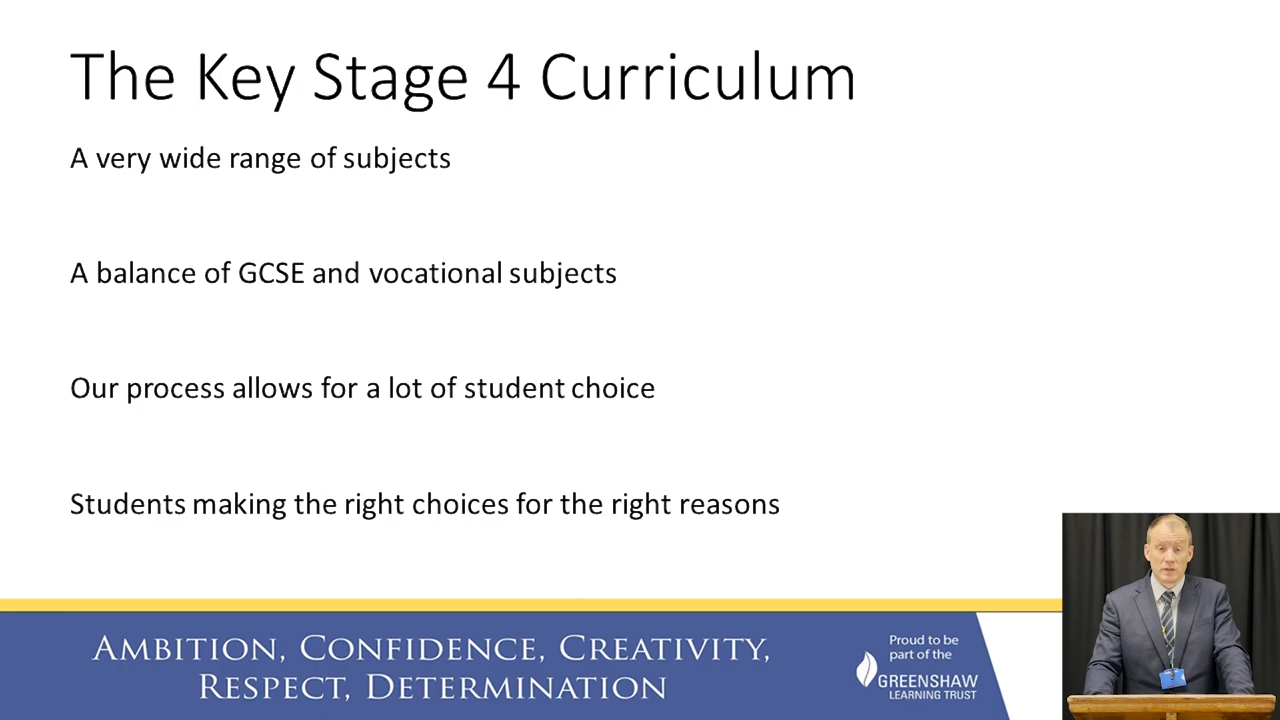 The Key Stage 4 Curriculum
A very wide range of subjects
A balance of GCSE and vocational subjects
Our process allows for a lot of student choice
Students making the right choices for the right reasons
AMBITION, CONFIDENCE, CREATIVITY,
RESPECT, DETERMINATION
Proud to be
part of the
GREENSHAW
LEARNING TRUST